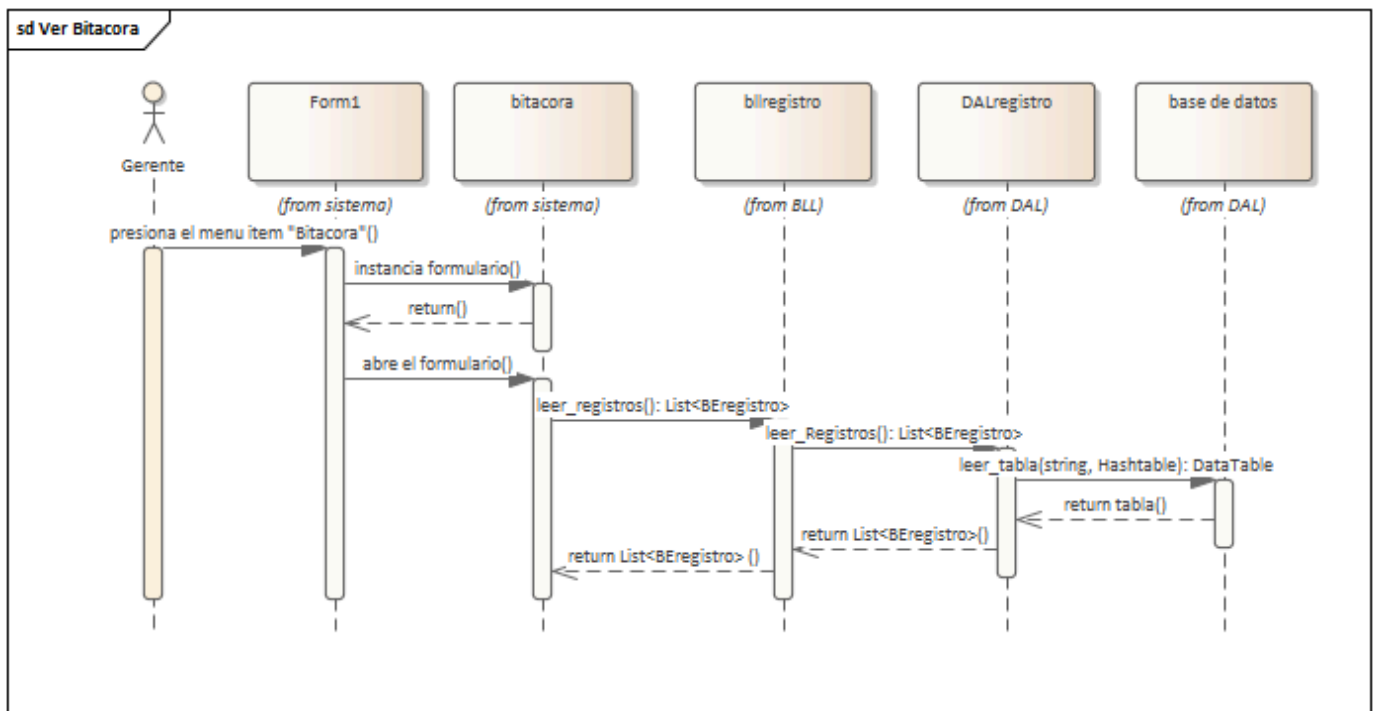 sd Ver Bitacora
Form1
bitacora
bllregistro
DALregistro
base de datos
Gerente
(from sistema)
(from sistema)
(from BLL)
(from DAL)
(from DAL)
presiona el menu item "Bitacora"()
instancia formulario()
return()
abre el formulario()
leer_registros(): List<BEregistro>
leer_Registros(): List<BEregistro>
leer_tabla(string, Hashtable): DataTable
return tabla()
return List<BEregistro>()
return List<BEregistro> ()